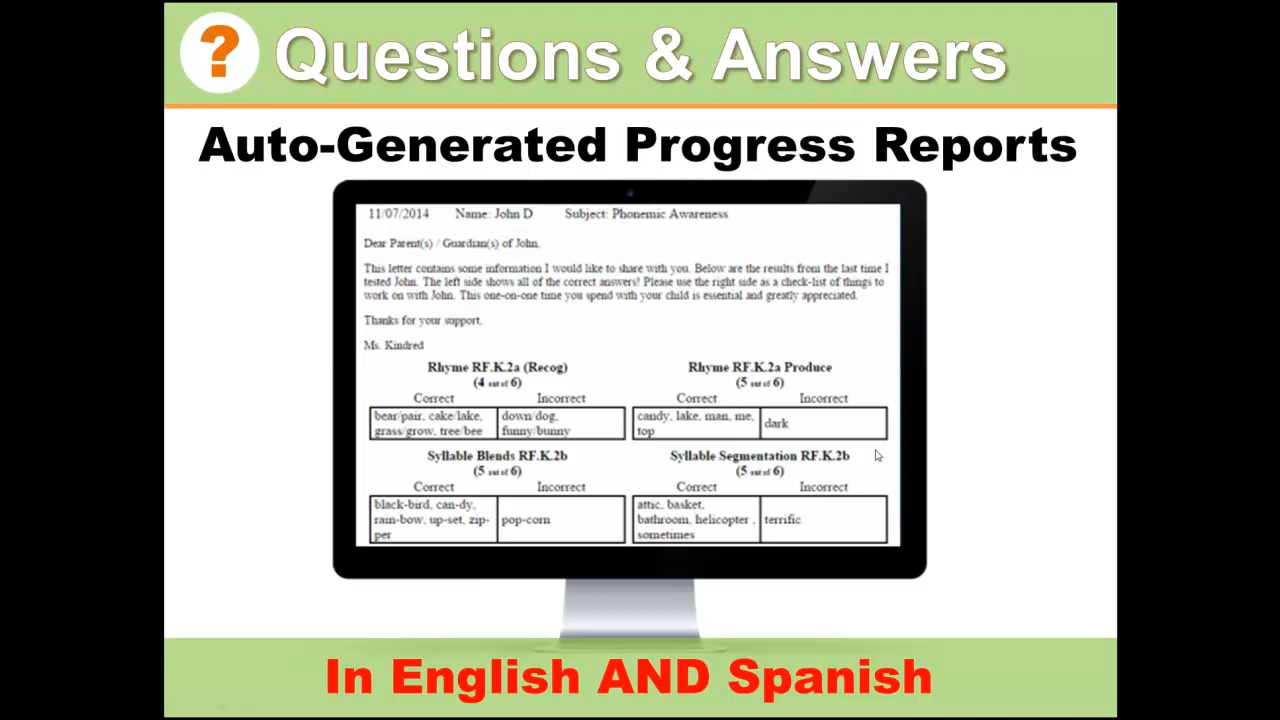 ? Questions & Answers
Auto-Generated Progress Reports
11/07/2014 Name: John D Subject: Phonemic Awareness
Dear Parent(s) / Guardian(s) of John,
This letter contains some information I would like to share with you. Below are the results from the last time I
tested John. The left side shows all of the correct answers! Please use the right side as a check-list of things to
work on with John. This one-on-one time you spend with your child is essential and greatly appreciated.
Thanks for your support,
Ms. Kindred
Rhyme RF.K.2a (Recog) Rhyme RF.K.2a Produce
(4 out of 6) (5 out of 6)
Correct Incorrect Correct Incorrect
bear/pair, cake/lake, down/dog, candy, lake, man, me, dark
grass/grow, tree/bee funny/bunny top
Syllable Blends RF.K.2b Syllable Segmentation RF.K.2b
(5 out of 6) (5 out of 6)
Correct Incorrect Correct Incorrect
black-bird, can-dy, attic, basket,
rain-bow, up-set, zip- pop-corn bathroom, helicopter , terrific
per sometimes
In English AND Spanish